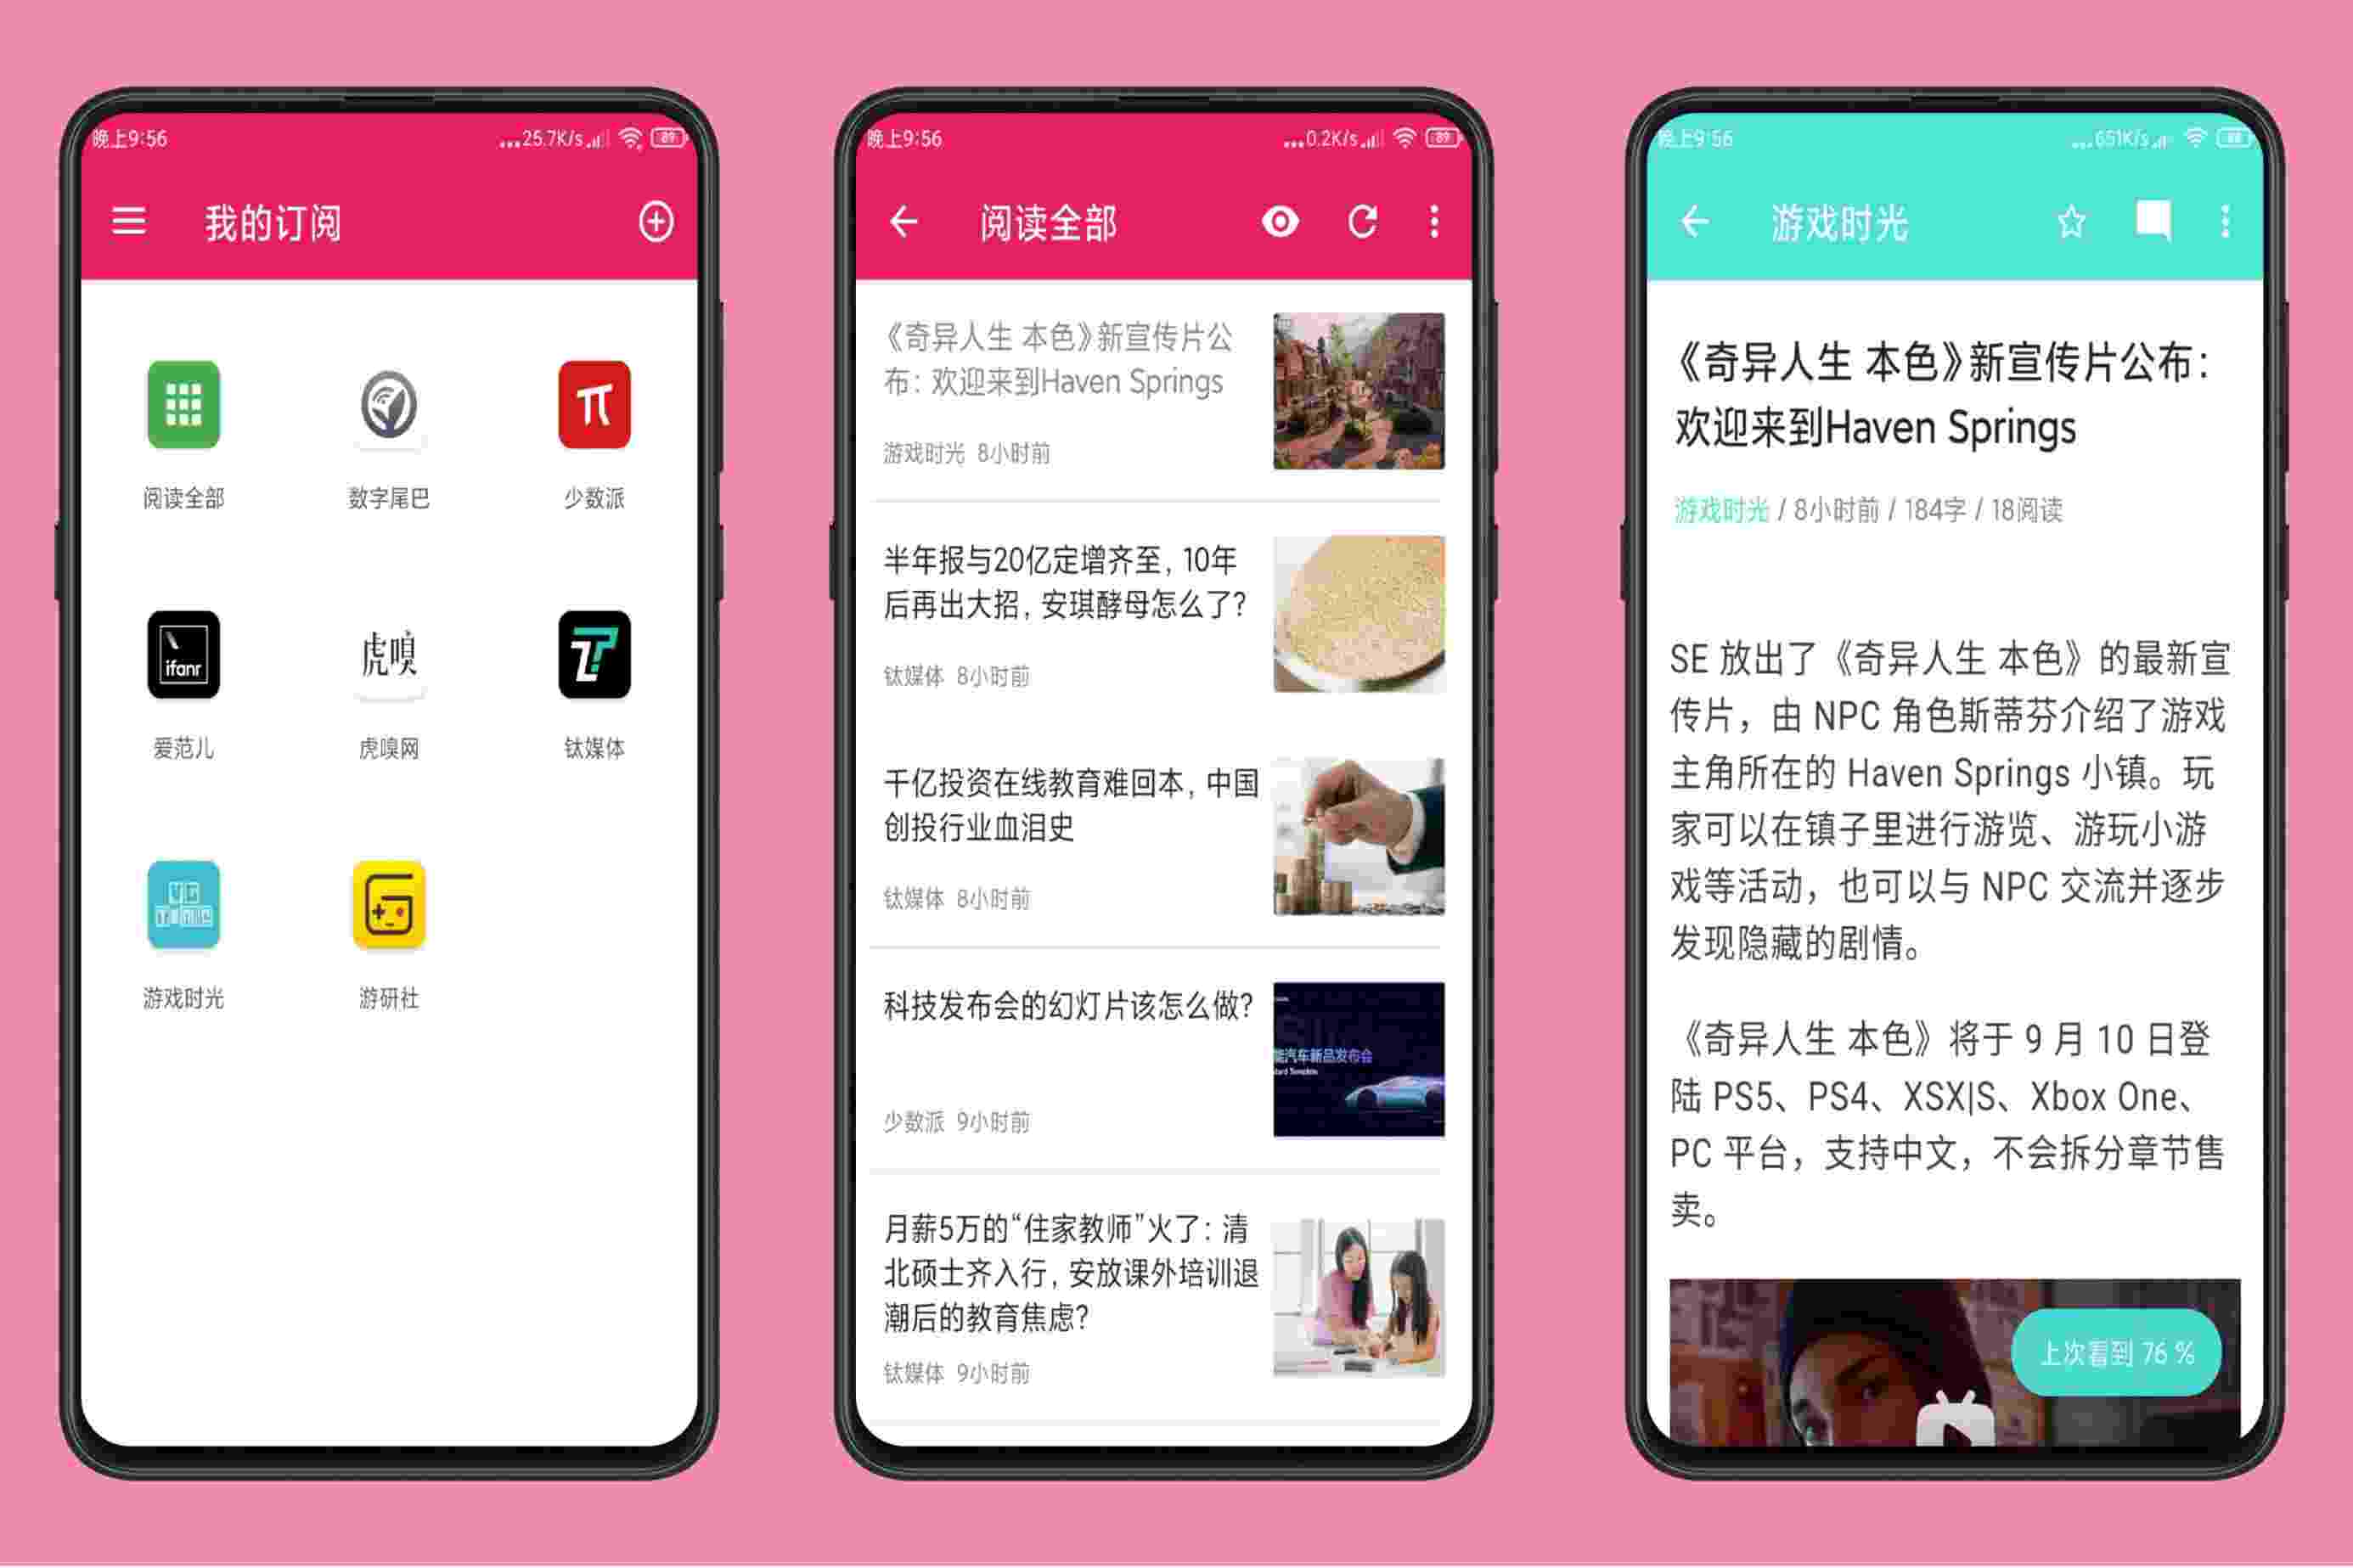 晚上9:56
...25.7K/s
89
我的订阅
阅读全部
数字尾巴
少数派
ifanr
虎嗅
爱范儿
虎嗅网
钛媒体
VG
TIME
游戏时光
游研社
晚上9:56
...0.2K/s
89
阅读全部
《奇异人生 本色》新宣传片公
布：欢迎来到Haven Springs
游戏时光 8小时前
半年报与20亿定增齐至，10年
后再出大招，安琪酵母怎么了？
钛媒体 8小时前
千亿投资在线教育难回本，中国
创投行业血泪史
钛媒体 8小时前
科技发布会的幻灯片该怎么做？
能汽车新品发布会
少数派 9小时前
月薪5万的“住家教师”火了：清
北硕士齐入行，安放课外培训退
潮后的教育焦虑？
钛媒体 9小时前
晚上9:56
...651K/s
88
游戏时光
《奇异人生 本色》新宣传片公布：
欢迎来到Haven Springs
游戏时光 / 8小时前 / 184字 / 18阅读
SE 放出了《奇异人生 本色》的最新宣
传片，由 NPC 角色斯蒂芬介绍了游戏
主角所在的 Haven Springs 小镇。玩
家可以在镇子里进行游览、游玩小游
戏等活动，也可以与 NPC 交流并逐步
发现隐藏的剧情。
《奇异人生 本色》将于 9 月 10 日登
陆 PS5、PS4、XSX|S、Xbox One、
PC 平台，支持中文，不会拆分章节售
卖。
上次看到 76 %